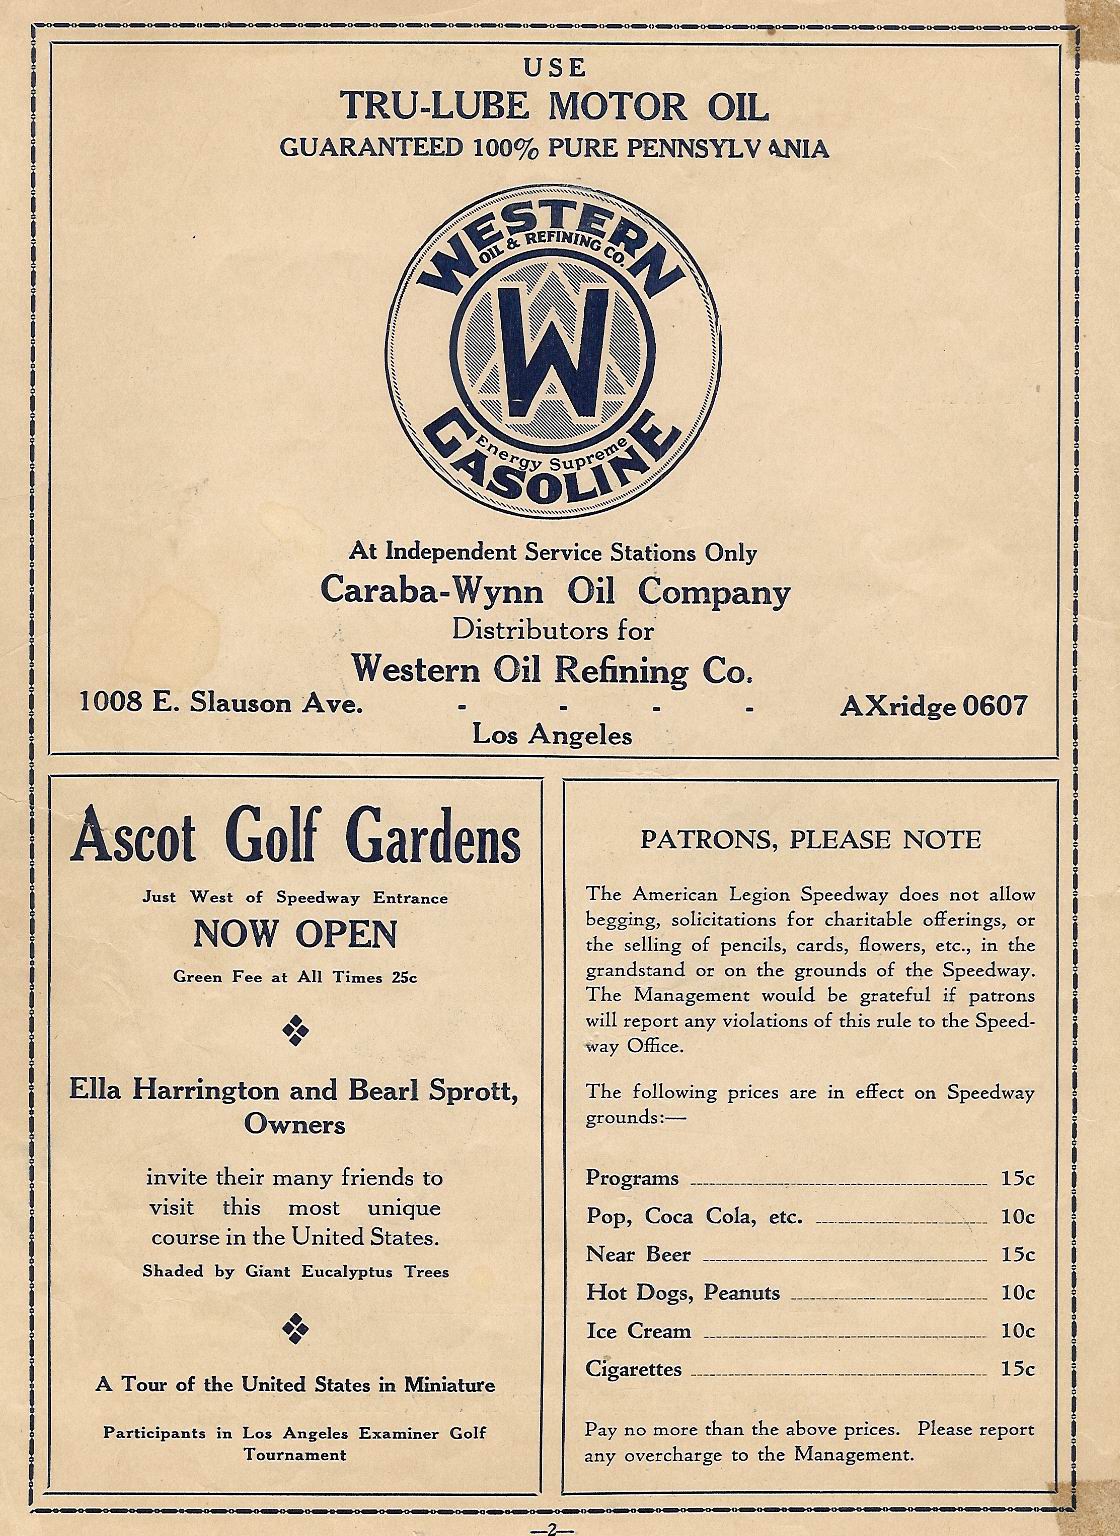 USE
TRU-LUBE MOTOR OIL
GUARANTEED 100% PURE PENNSYLVANIA
WESTERN
OIL & REFINING CO.
W
Energy Supreme
GASOLINE
At Independent Service Stations Only
Caraba-Wynn Oil Company
Distributors for
Western Oil Refining Co.
1008 E. Slauson Ave. - - - - AXridge 0607
Los Angeles
Ascot Golf Gardens
Just West of Speedway Entrance
NOW OPEN
Green Fee at All Times 25c
Ella Harrington and Bearl Sprott,
Owners
invite their many friends to
visit this most unique
course in the United States.
Shaded by Giant Eucalyptus Trees
A Tour of the United States in Miniature
Participants in Los Angeles Examiner Golf
Tournament
PATRONS, PLEASE NOTE
The American Legion Speedway does not allow
begging, solicitations for charitable offerings, or
the selling of pencils, cards, flowers, etc., in the
grandstand or on the grounds of the Speedway.
The Management would be grateful if patrons
will report any violations of this rule to the Speed-
way Office.
The following prices are in effect on Speedway
grounds:—
Programs 15c
Pop, Coca Cola, etc. 10c
Near Beer 15c
Hot Dogs, Peanuts 10c
Ice Cream 10c
Cigarettes 15c
Pay no more than the above prices. Please report
any overcharge to the Management.
—2—